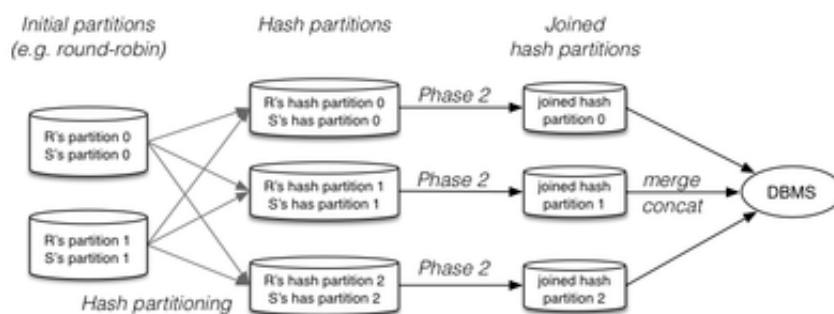 Initial partitions
(e.g. round-robin)
Hash partitions
Joined
hash partitions
R's partition 0
S's partition 0
R's partition 1
S's partition 1
Hash partitioning
R's hash partition 0
S's has partition 0
R's hash partition 1
S's has partition 1
R's hash partition 2
S's has partition 2
Phase 2
Phase 2
Phase 2
joined hash
partition 0
joined hash
partition 1
joined hash
partition 2
merge
concat
DBMS